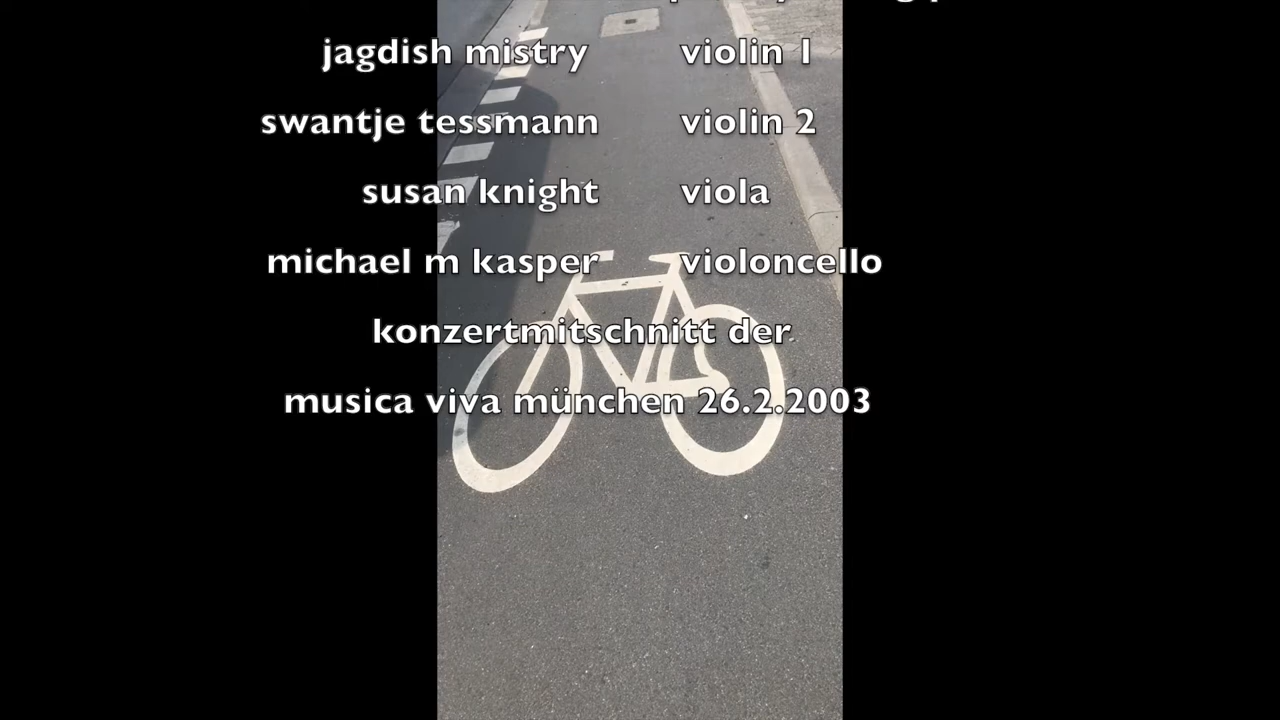 jagdish mistry violin 1
swantje tessmann violin 2
susan knight viola
michael m kasper violoncello
konzertmitschnitt der
musica viva münchen 26.2.2003